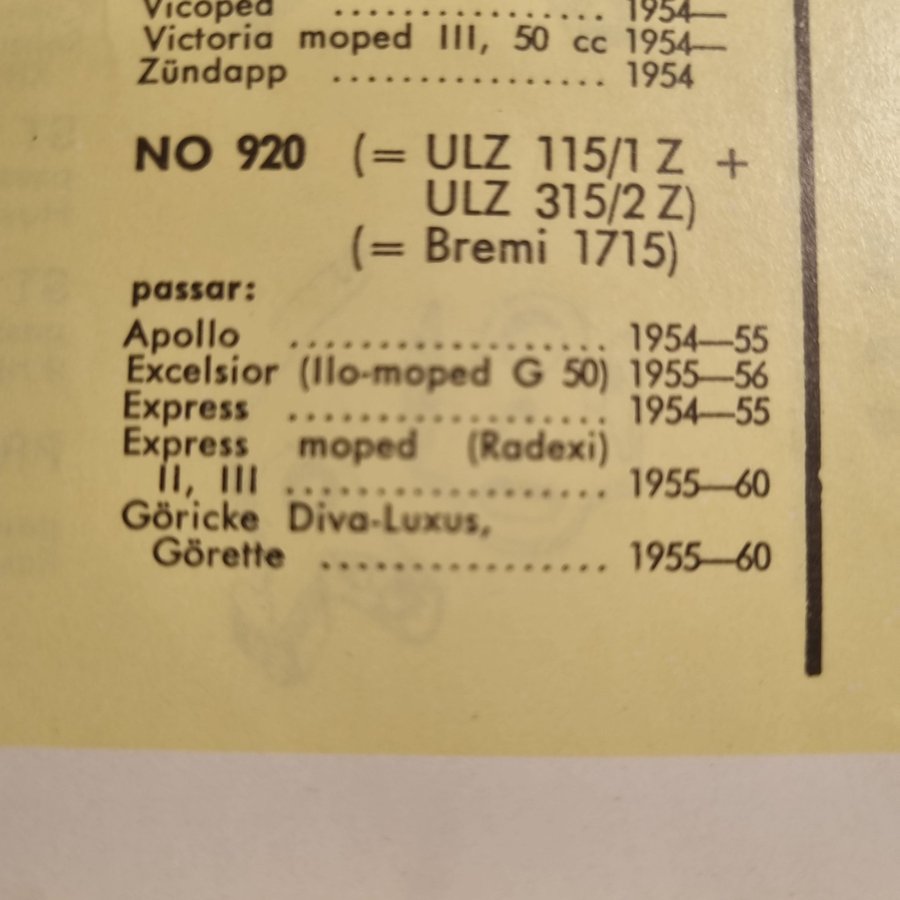 Vicoped ................ 1954—
Victoria moped III, 50 cc 1954—
Zündapp ................ 1954
NO 920 (= ULZ 115/1 Z +
ULZ 315/2 Z)
(= Bremi 1715)
passar:
Apollo ................... 1954—55
Excelsior (Ilo-moped G 50) 1955—56
Express ................... 1954—55
Express moped (Radexi)
II, III ................... 1955—60
Göricke Diva-Luxus,
Görette ................. 1955—60